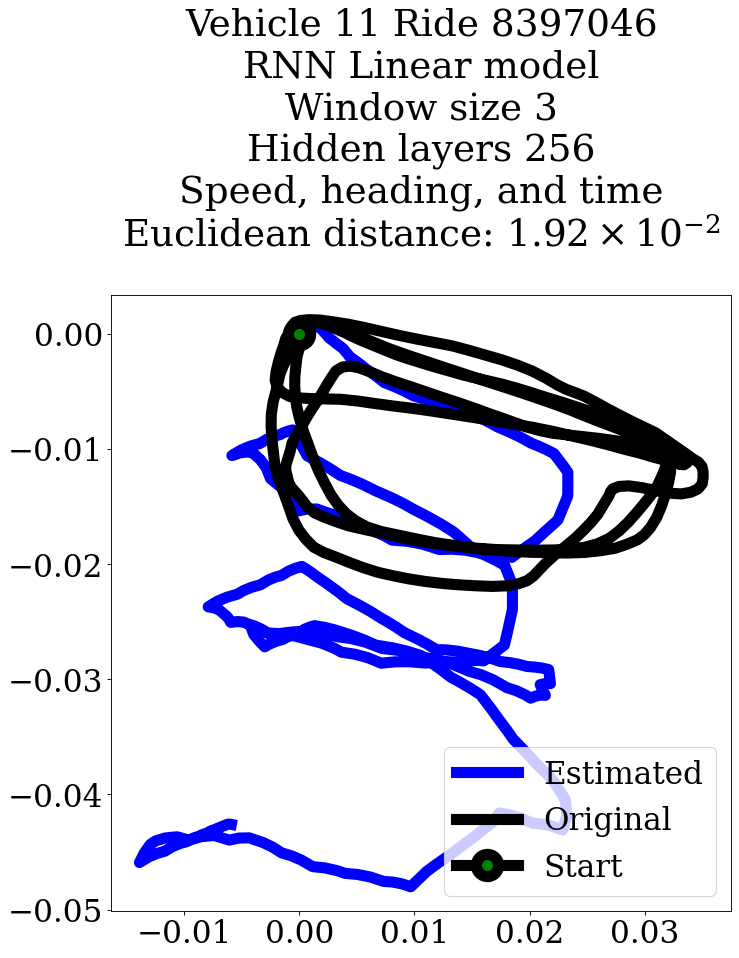 Vehicle 11 Ride 8397046
RNN Linear model
Window size 3
Hidden layers 256
Speed, heading, and time
Euclidean distance: 1.92 × 10⁻²
0.00
−0.01
−0.02
−0.03
−0.04
−0.05
Estimated
Original
Start
−0.01 0.00 0.01 0.02 0.03